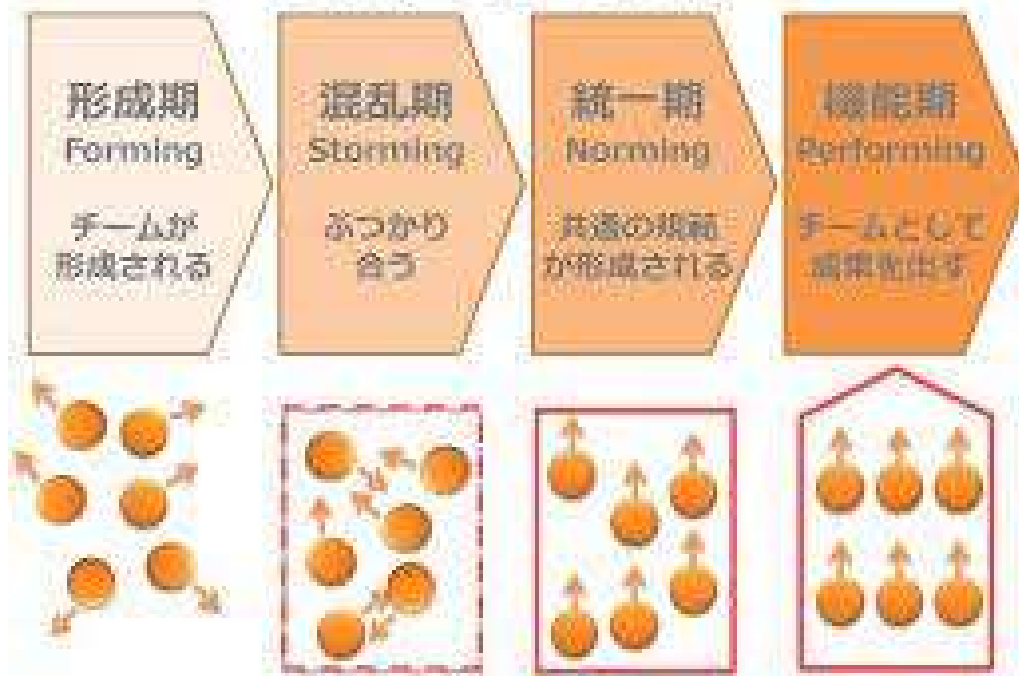 形成期
Forming
チームが
形成される
混乱期
Storming
ぶつかり
合う
統一期
Norming
共通の規範
が形成される
機能期
Performing
チームとして
成果を出す